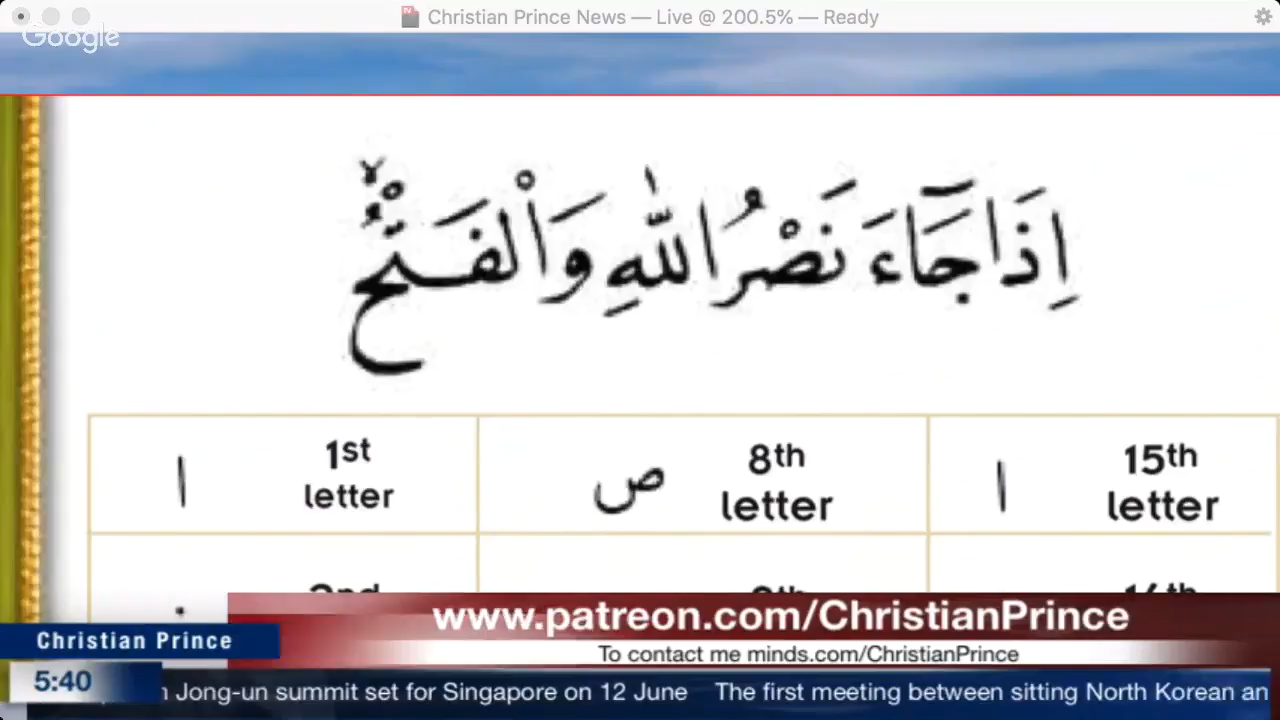 Christian Prince News — Live @ 200.5% — Ready
Google
اِذَا جَآءَ نَصْرُ اللّٰهِ وَالْفَتْحُۙ
ا 1st letter
ص 8th letter
ا 15th letter
www.patreon.com/ChristianPrince
To contact me minds.com/ChristianPrince
Christian Prince
5:40
Jong-un summit set for Singapore on 12 June The first meeting between sitting North Korean an